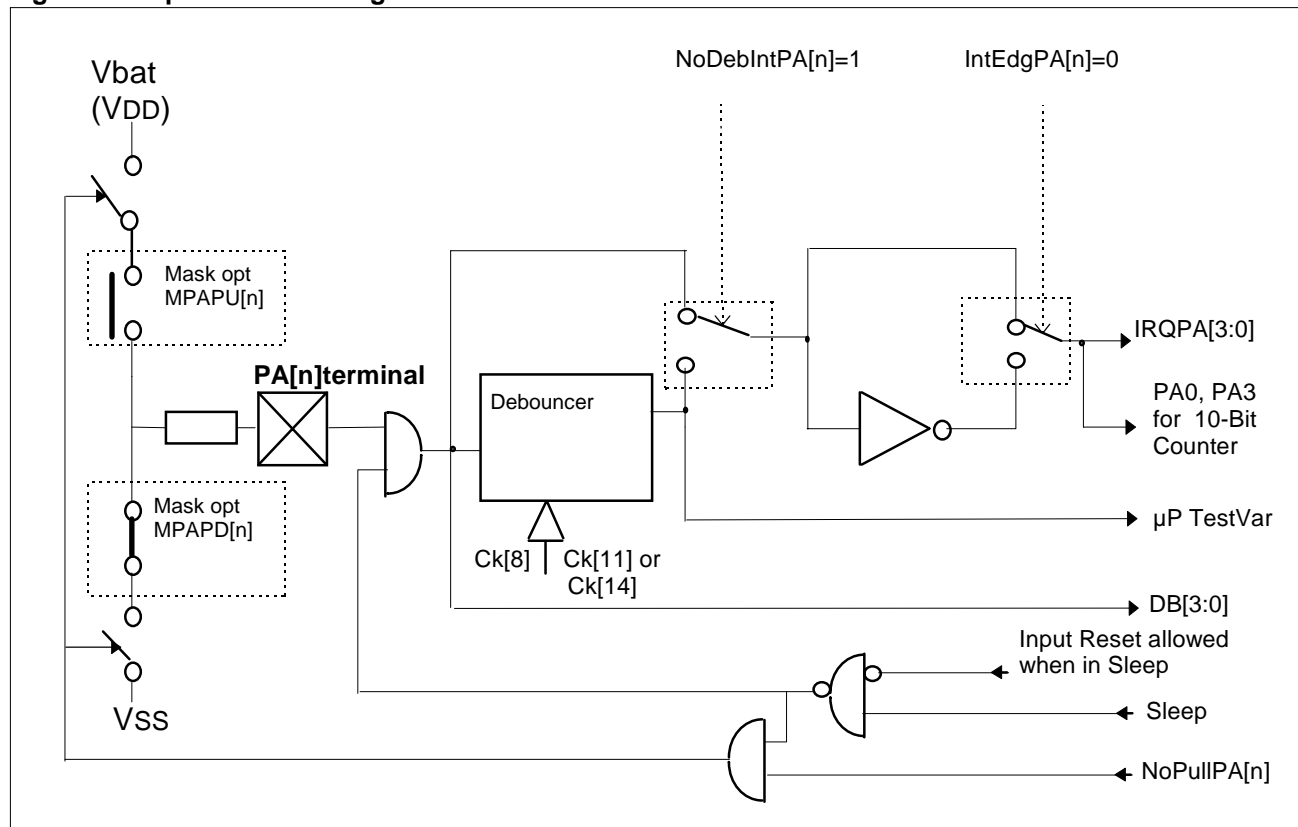 NoDebIntPA[n]=1
IntEdgPA[n]=0
Vbat
(VDD)
Mask opt
MPAPU[n]
PA[n]terminal
Debouncer
IRQPA[3:0]
PA0, PA3
for 10-Bit
Counter
Mask opt
MPAPD[n]
µP TestVar
Ck[8]
Ck[11] or
Ck[14]
DB[3:0]
Input Reset allowed
when in Sleep
VSS
Sleep
NoPullPA[n]